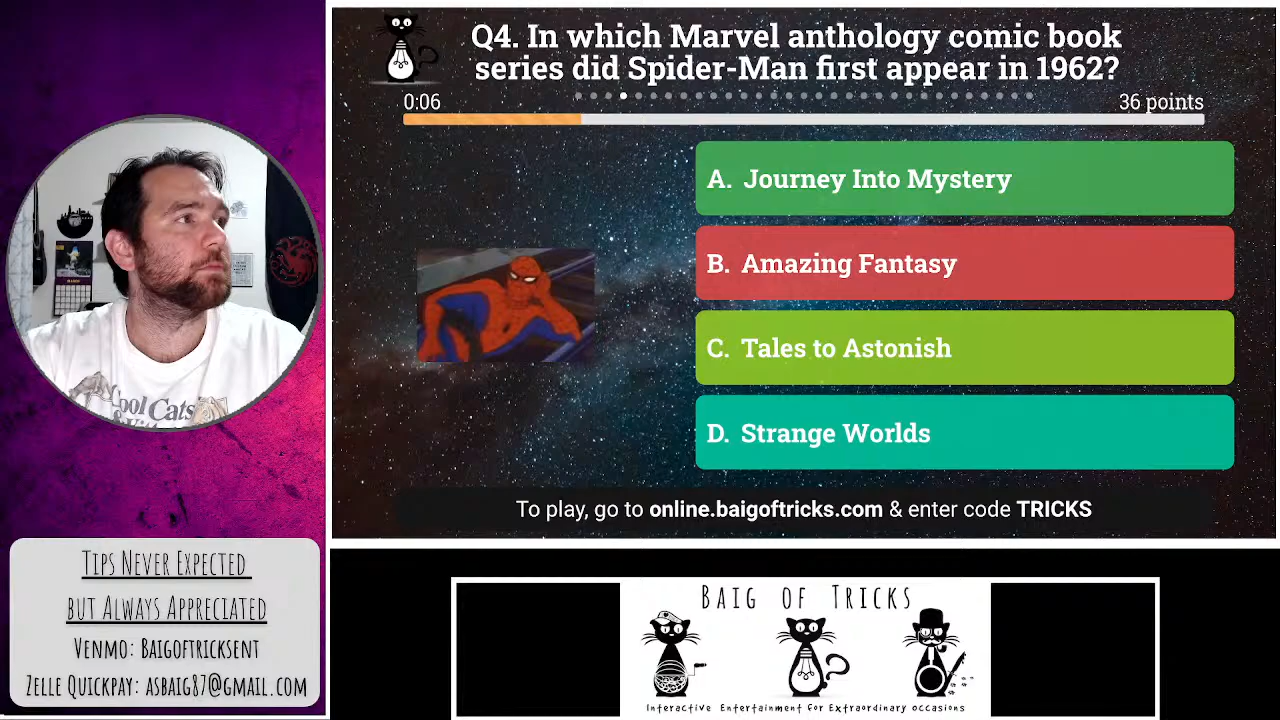 Q4. In which Marvel anthology comic book
series did Spider-Man first appear in 1962?
0:06
36 points
A. Journey Into Mystery
B. Amazing Fantasy
C. Tales to Astonish
D. Strange Worlds
To play, go to online.baigoftricks.com & enter code TRICKS
Cool Cats
Tips Never Expected
but Always Appreciated
Venmo: Baigoftricksent
Zelle Quickpay: asbaig87@gmail.com
Baig of Tricks
Interactive Entertainment for Extraordinary Occasions